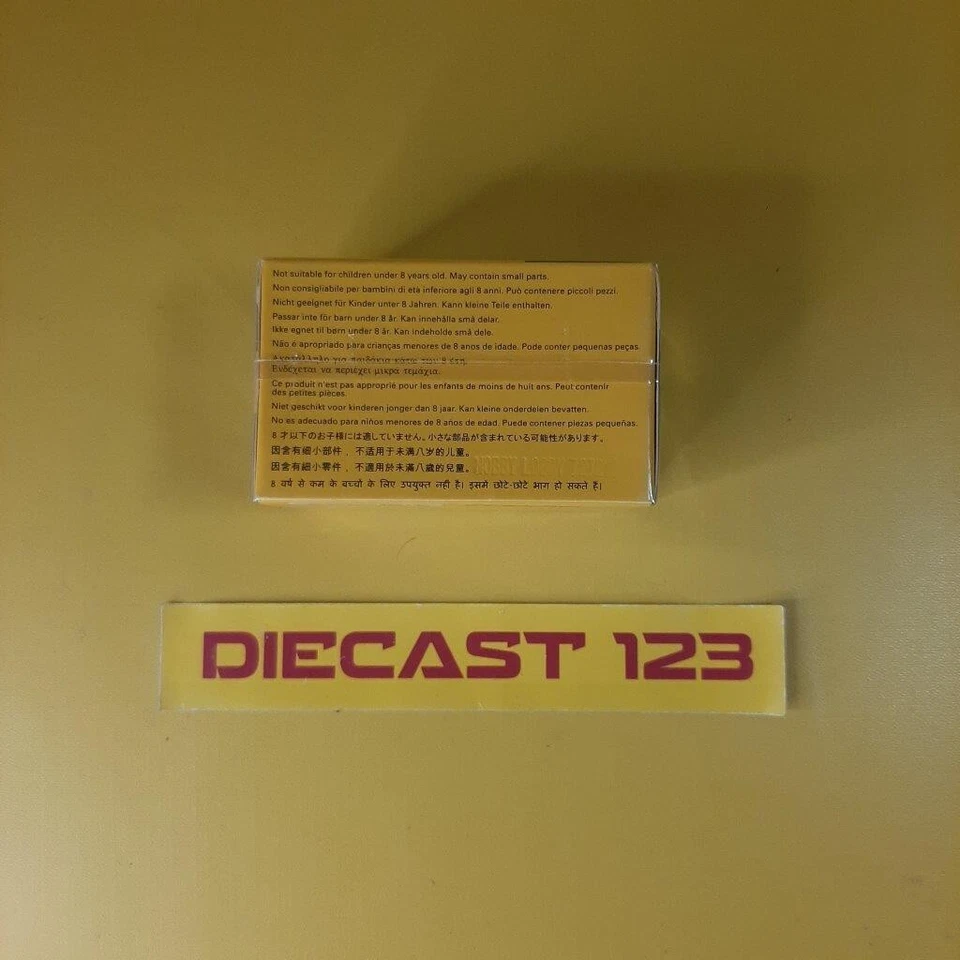 Not suitable for children under 8 years old. May contain small parts.
Non consigliabile per bambini di età inferiore agli 8 anni. Può contenere piccoli pezzi.
Nicht geeignet für Kinder unter 8 Jahren. Kann kleine Teile enthalten.
Passar inte för barn under 8 år. Kan innehålla små delar.
Ikke egnet til børn under 8 år. Kan indeholde små dele.
Não é apropriado para crianças menores de 8 anos de idade. Pode conter pequenas peças.
Ακατάλληλο για παιδάκια κάτω των 8 έτη.
Ενδέχεται να περιέχει μικρά τεμάχια.
Ce produit n'est pas approprié pour les enfants de moins de huit ans. Peut contenir
des petites pièces.
Niet geschikt voor kinderen jonger dan 8 jaar. Kan kleine onderdelen bevatten.
No es adecuado para niños menores de 8 años de edad. Puede contener piezas pequeñas.
8 才以下のお子様には適していません。小さな部品が含まれている可能性があります。
因含有細小部件，不适用于未满八岁的儿童。
因含有細小零件，不適用於未滿八歲的兒童。
8 वर्ष से कम के बच्चों के लिए उपयुक्त नहीं है। इसमें छोटे-छोटे भाग हो सकते हैं।
DIECAST 123